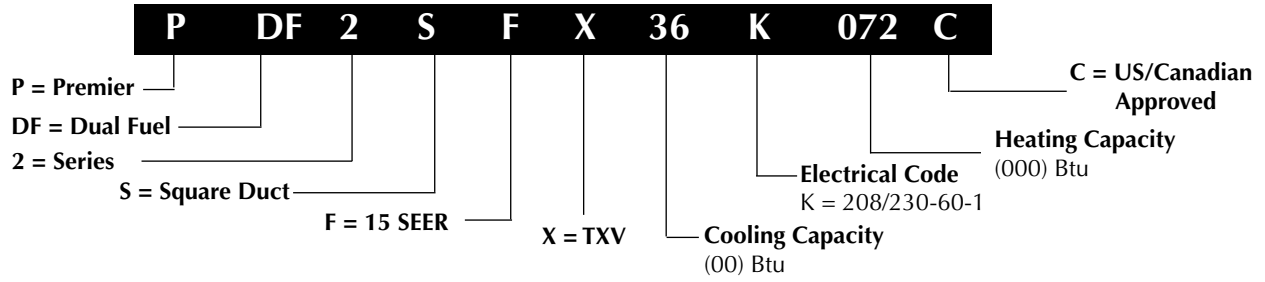 P DF 2 S F X 36 K 072 C
P = Premier
DF = Dual Fuel
2 = Series
S = Square Duct
F = 15 SEER
X = TXV
Cooling Capacity
(00) Btu
Electrical Code
K = 208/230-60-1
Heating Capacity
(000) Btu
C = US/Canadian
Approved